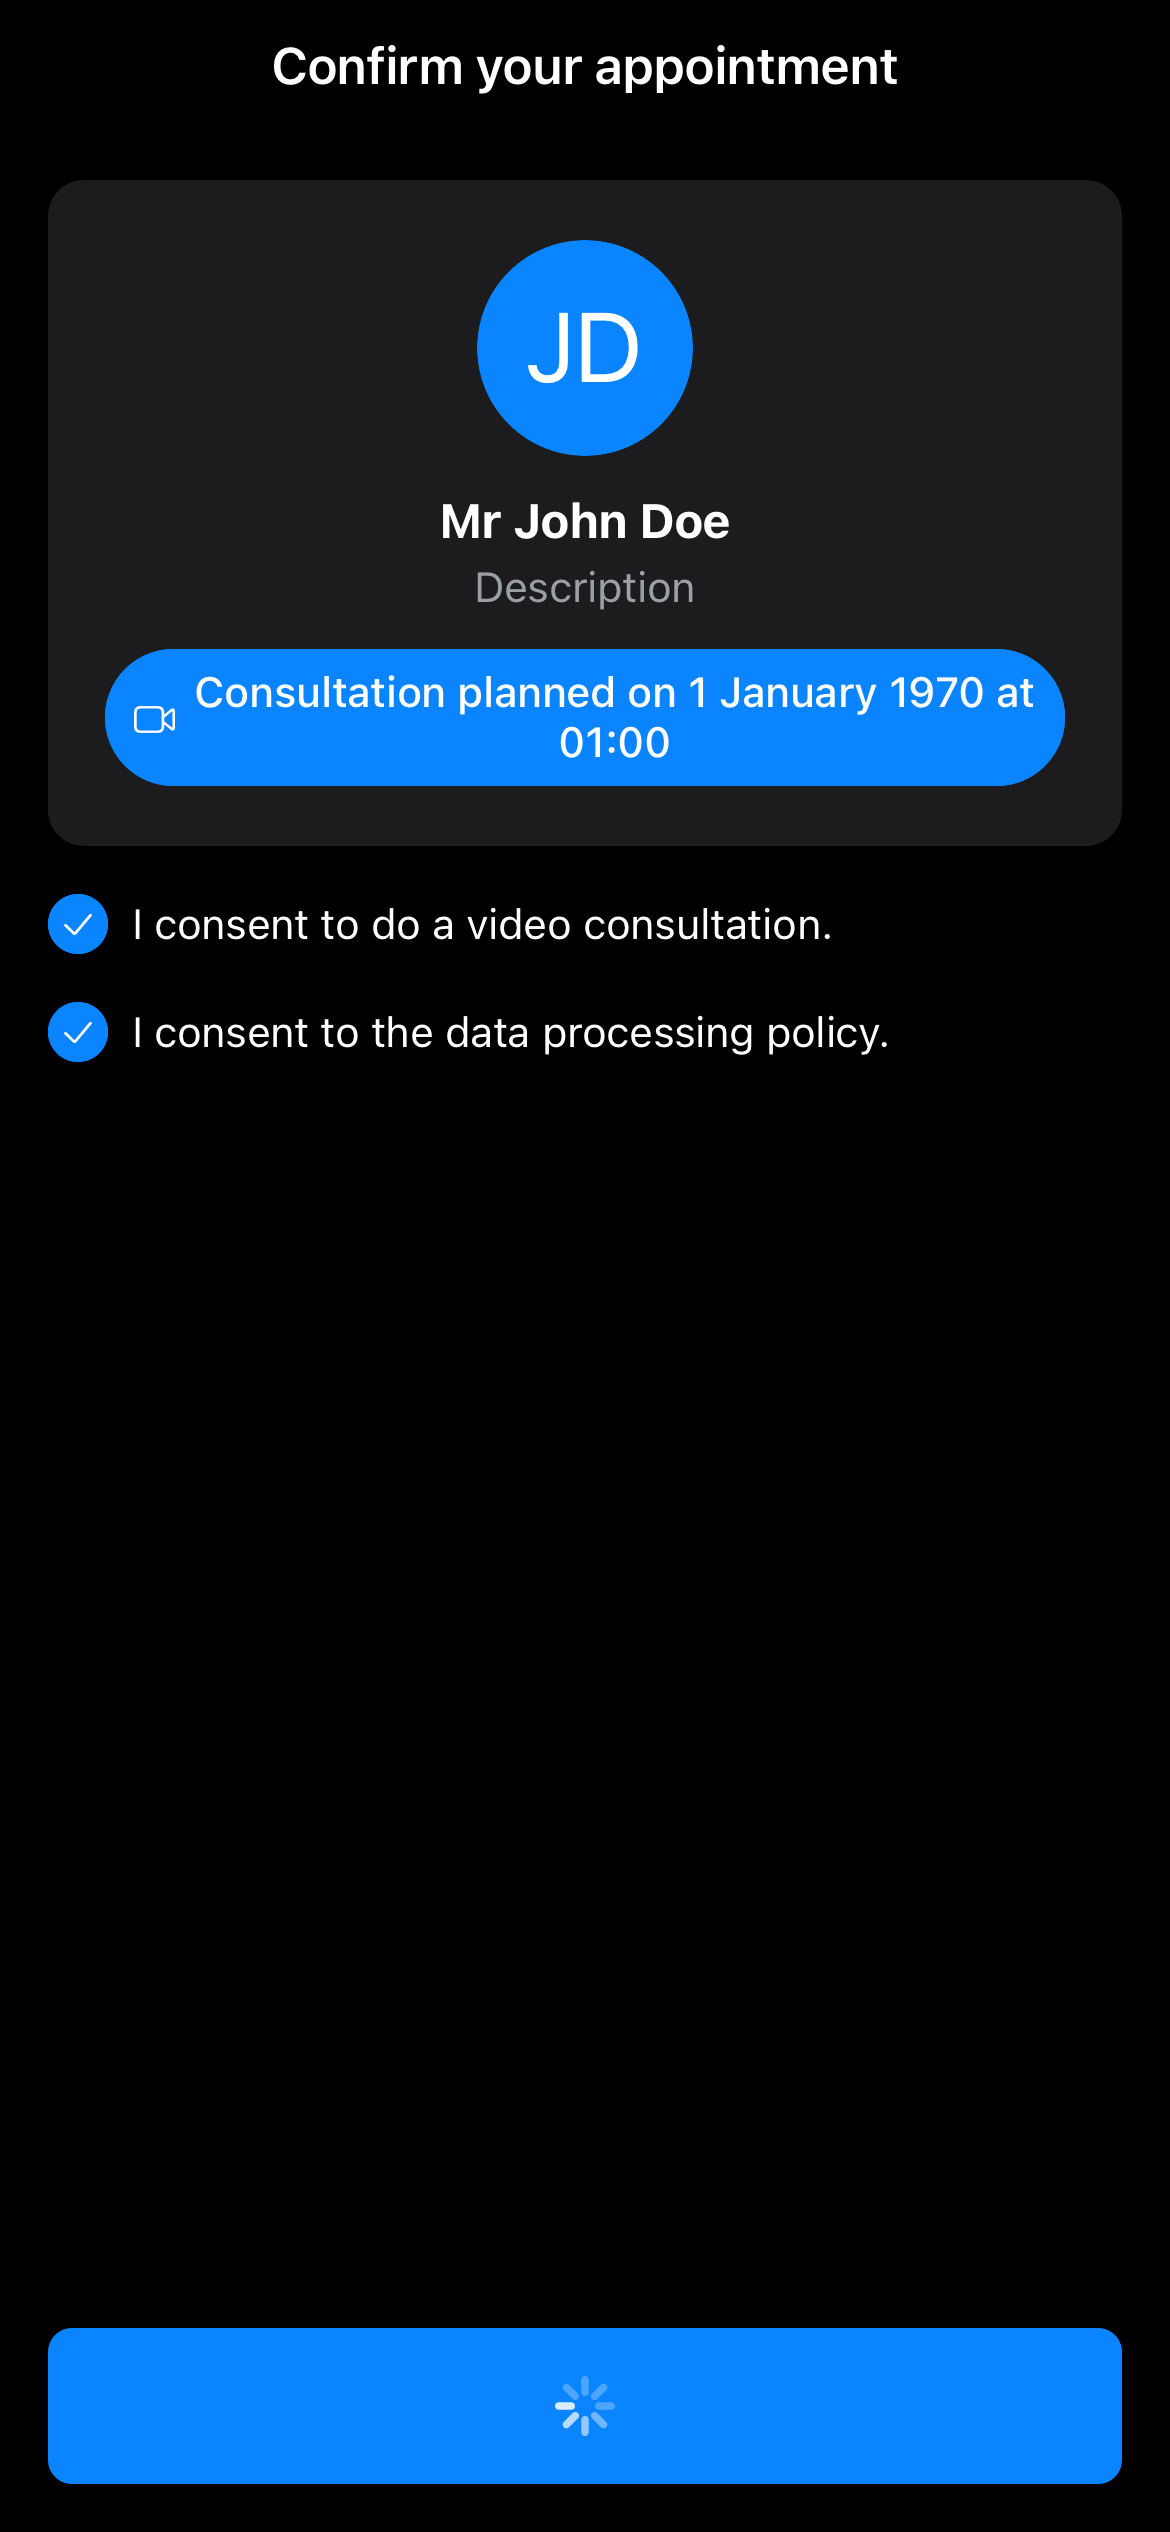 Confirm your appointment
JD
Mr John Doe
Description
Consultation planned on 1 January 1970 at
01:00
I consent to do a video consultation.
I consent to the data processing policy.